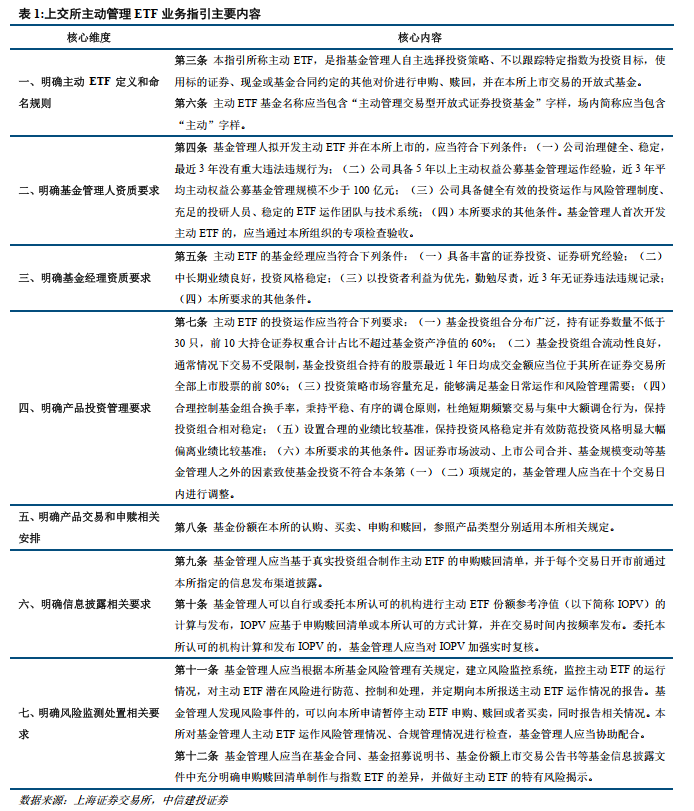 表 1:上交所主动管理 ETF 业务指引主要内容
核心维度
核心内容
一、明确主动 ETF 定义和命
名规则
第三条 本指引所称主动 ETF，是指基金管理人自主选择投资策略、不以跟踪特定指数为投资目标，使
用标的证券、现金或基金合同约定的其他对价进行申购、赎回，并在本所上市交易的开放式基金。
第六条 主动 ETF 基金名称应当包含“主动管理交易型开放式证券投资基金”字样，场内简称应当包含
“主动”字样。
二、明确基金管理人资质要求
第四条 基金管理人拟开发主动 ETF 并在本所上市的，应当符合下列条件：（一）公司治理健全、稳定，
最近 3 年没有重大违法违规行为；（二）公司具备 5 年以上主动权益公募基金管理运作经验，近 3 年平
均主动权益公募基金管理规模不少于 100 亿元；（三）公司具备健全有效的投资运作与风险管理制度、
充足的投研人员、稳定的 ETF 运作团队与技术系统；（四）本所要求的其他条件。基金管理人首次开发
主动 ETF 的，应当通过本所组织的专项检查验收。
三、明确基金经理资质要求
第五条 主动 ETF 的基金经理应当符合下列条件：（一）具备丰富的证券投资、证券研究经验；（二）
中长期业绩良好，投资风格稳定；（三）以投资者利益为优先，勤勉尽责，近 3 年无证券违法违规记录；
（四）本所要求的其他条件。
四、明确产品投资管理要求
第七条 主动 ETF 的投资运作应当符合下列要求：（一）基金投资组合分布广泛，持有证券数量不低于
30 只，前 10 大持仓证券权重合计占比不超过基金资产净值的 60%；（二）基金投资组合流动性良好，
通常情况下交易不受限制，基金投资组合持有的股票最近 1 年日均成交金额应当位于其所在证券交易所
全部上市股票的前 80%；（三）投资策略市场容量充足，能够满足基金日常运作和风险管理需要；（四）
合理控制基金组合换手率，秉持平稳、有序的调仓原则，杜绝短期频繁交易与集中大额调仓行为，保持
投资组合相对稳定；（五）设置合理的业绩比较基准，保持投资风格稳定并有效防范投资风格明显大幅
偏离业绩比较基准；（六）本所要求的其他条件。因证券市场波动、上市公司合并、基金规模变动等基
金管理人之外的因素致使基金投资不符合本条第（一）（二）项规定的，基金管理人应当在十个交易日
内进行调整。
五、明确产品交易和申赎相关
安排
第八条 基金份额在本所的认购、买卖、申购和赎回，参照产品类型分别适用本所相关规定。
六、明确信息披露相关要求
第九条 基金管理人应当基于真实投资组合制作主动 ETF 的申购赎回清单，并于每个交易日开市前通过
本所指定的信息发布渠道披露。
第十条 基金管理人可以自行或委托本所认可的机构进行主动 ETF 份额参考净值（以下简称 IOPV）的
计算与发布，IOPV 应基于申购赎回清单或本所认可的方式计算，并在交易时间内按频率发布。委托本
所认可的机构计算和发布 IOPV 的，基金管理人应当对 IOPV 加强实时复核。
七、明确风险监测处置相关要
求
第十一条 基金管理人应当根据本所基金风险管理有关规定，建立风险监控系统，监控主动 ETF 的运行
情况，对主动 ETF 潜在风险进行防范、控制和处理，并定期向本所报送主动 ETF 运作情况的报告。基
金管理人发现风险事件的，可以向本所申请暂停主动 ETF 申购、赎回或者买卖，同时报告相关情况。本
所对基金管理人主动 ETF 运作风险管理情况、合规管理情况进行检查，基金管理人应当协助配合。
第十二条 基金管理人应当在基金合同、基金招募说明书、基金份额上市交易公告书等基金信息披露文
件中充分明确申购赎回清单制作与指数 ETF 的差异，并做好主动 ETF 的特有风险揭示。
数据来源：上海证券交易所，中信建投证券